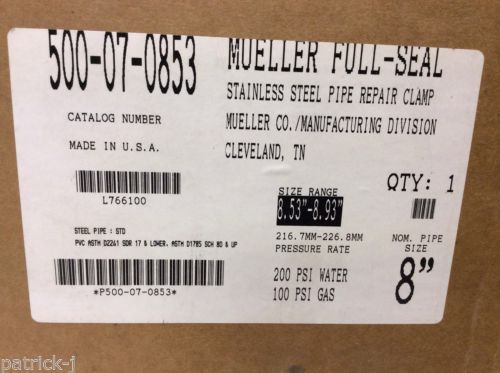 500-07-0853
CATALOG NUMBER
MADE IN U.S.A.
L766100
STEEL PIPE : STD
PVC ASTM D2261 SDR 17 & LOWER, ASTM D1785 SCH 80 & UP
*P500-07-0853*
MUELLER FULL-SEAL
STAINLESS STEEL PIPE REPAIR CLAMP
MUELLER CO./MANUFACTURING DIVISION
CLEVELAND, TN
SIZE RANGE
8.53"-8.93"
216.7MM-226.8MM
PRESSURE RATE
200 PSI WATER
100 PSI GAS
QTY: 1
NOM. PIPE
SIZE
8"
patrick-j